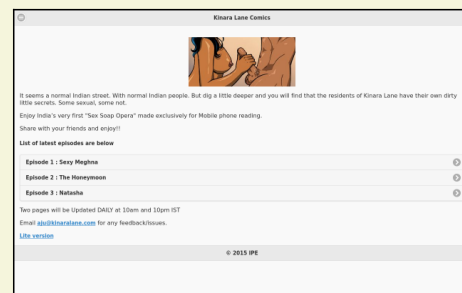 Kinara Lane Comics
It seems a normal Indian street. With normal Indian people. But dig a little deeper and you will find that the residents of Kinara Lane have their own dirty
little secrets. Some sexual, some not.
Enjoy India's very first "Sex Soap Opera" made exclusively for Mobile phone reading.
Share with your friends and enjoy!!
List of latest episodes are below
Episode 1 : Sexy Meghna
Episode 2 : The Honeymoon
Episode 3 : Natasha
Two pages will be Updated DAILY at 10am and 10pm IST
Email aju@kinaralane.com for any feedback/issues.
Lite version
© 2015 IPE